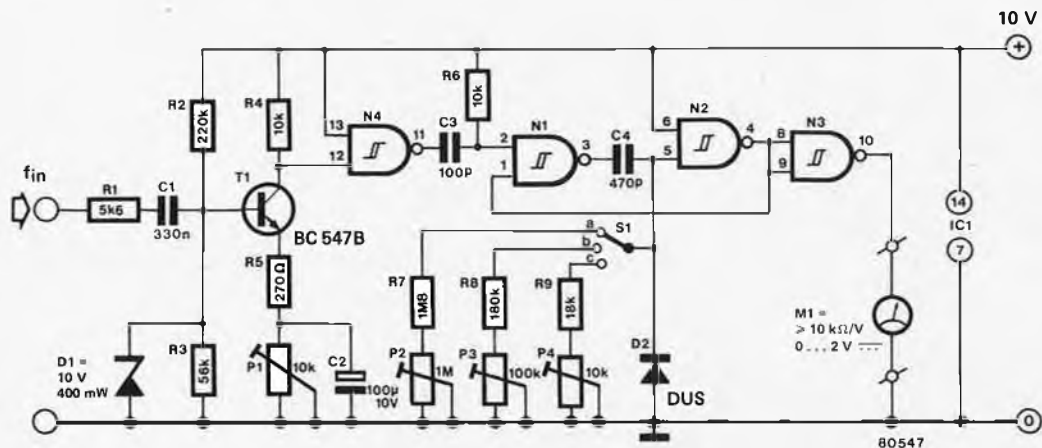 10 V
+
R2
220k
R4
10k
N4
13
12
11
R6
10k
C3
100p
N1
2
1
3
C4
470p
N2
6
5
4
N3
8
9
10
fin
R1
5k6
C1
330n
T1
BC 547B
R5
270Ω
R7
1M8
R8
180k
R9
18k
a
b
c
S1
14
IC1
7
M1 =
≥ 10 kΩ/V
0 ... 2 V
D1 =
10 V
400 mW
R3
56k
P1
10k
C2
100µ
10V
P2
1M
P3
100k
P4
10k
D2
DUS
80547
0